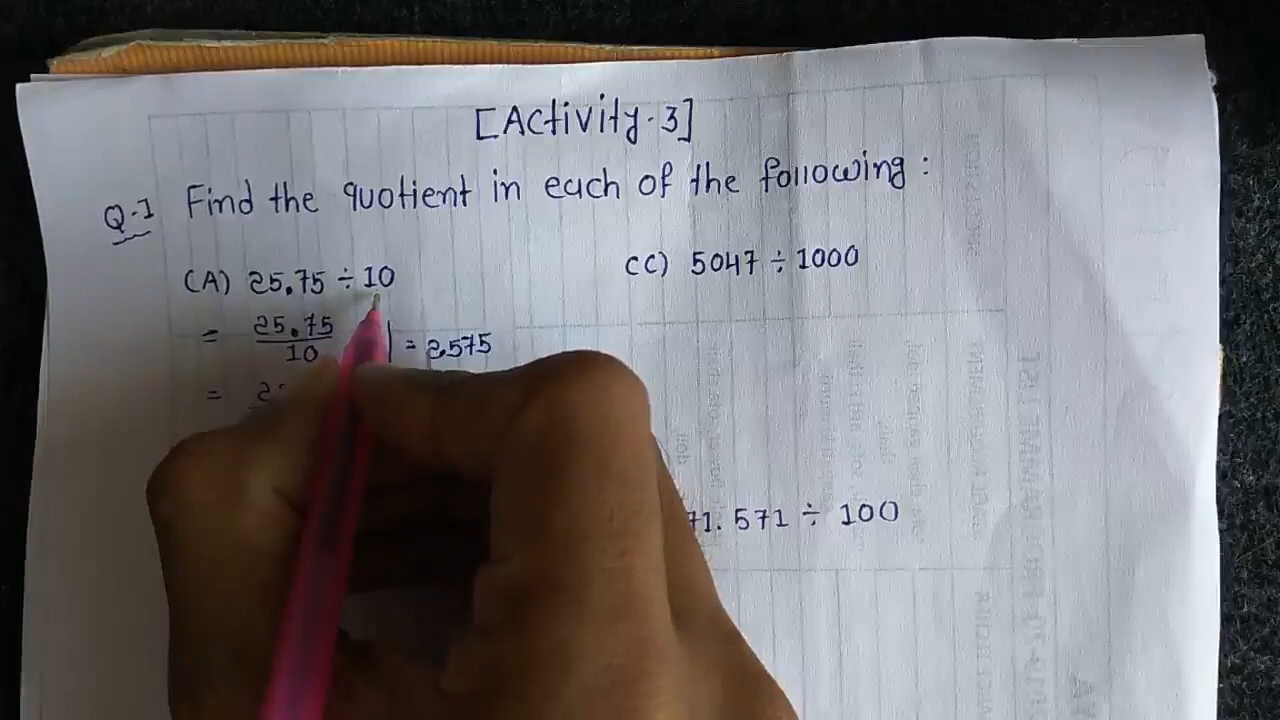 [Activity.3]
Q.1 Find the quotient in each of the following:
(A) 25.75 ÷ 10
= 25.75
10
= 2.575
=
(C) 5047 ÷ 1000
71.571 ÷ 100